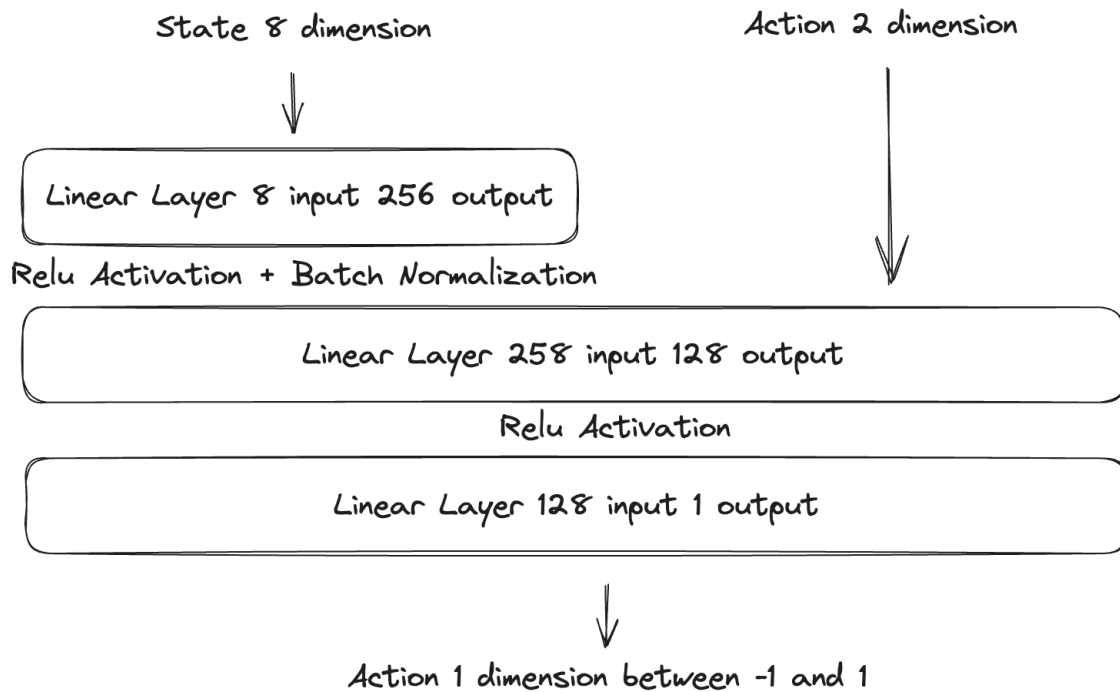 State 8 dimension
Action 2 dimension
Linear Layer 8 input 256 output
Relu Activation + Batch Normalization
Linear Layer 258 input 128 output
Relu Activation
Linear Layer 128 input 1 output
Action 1 dimension between -1 and 1